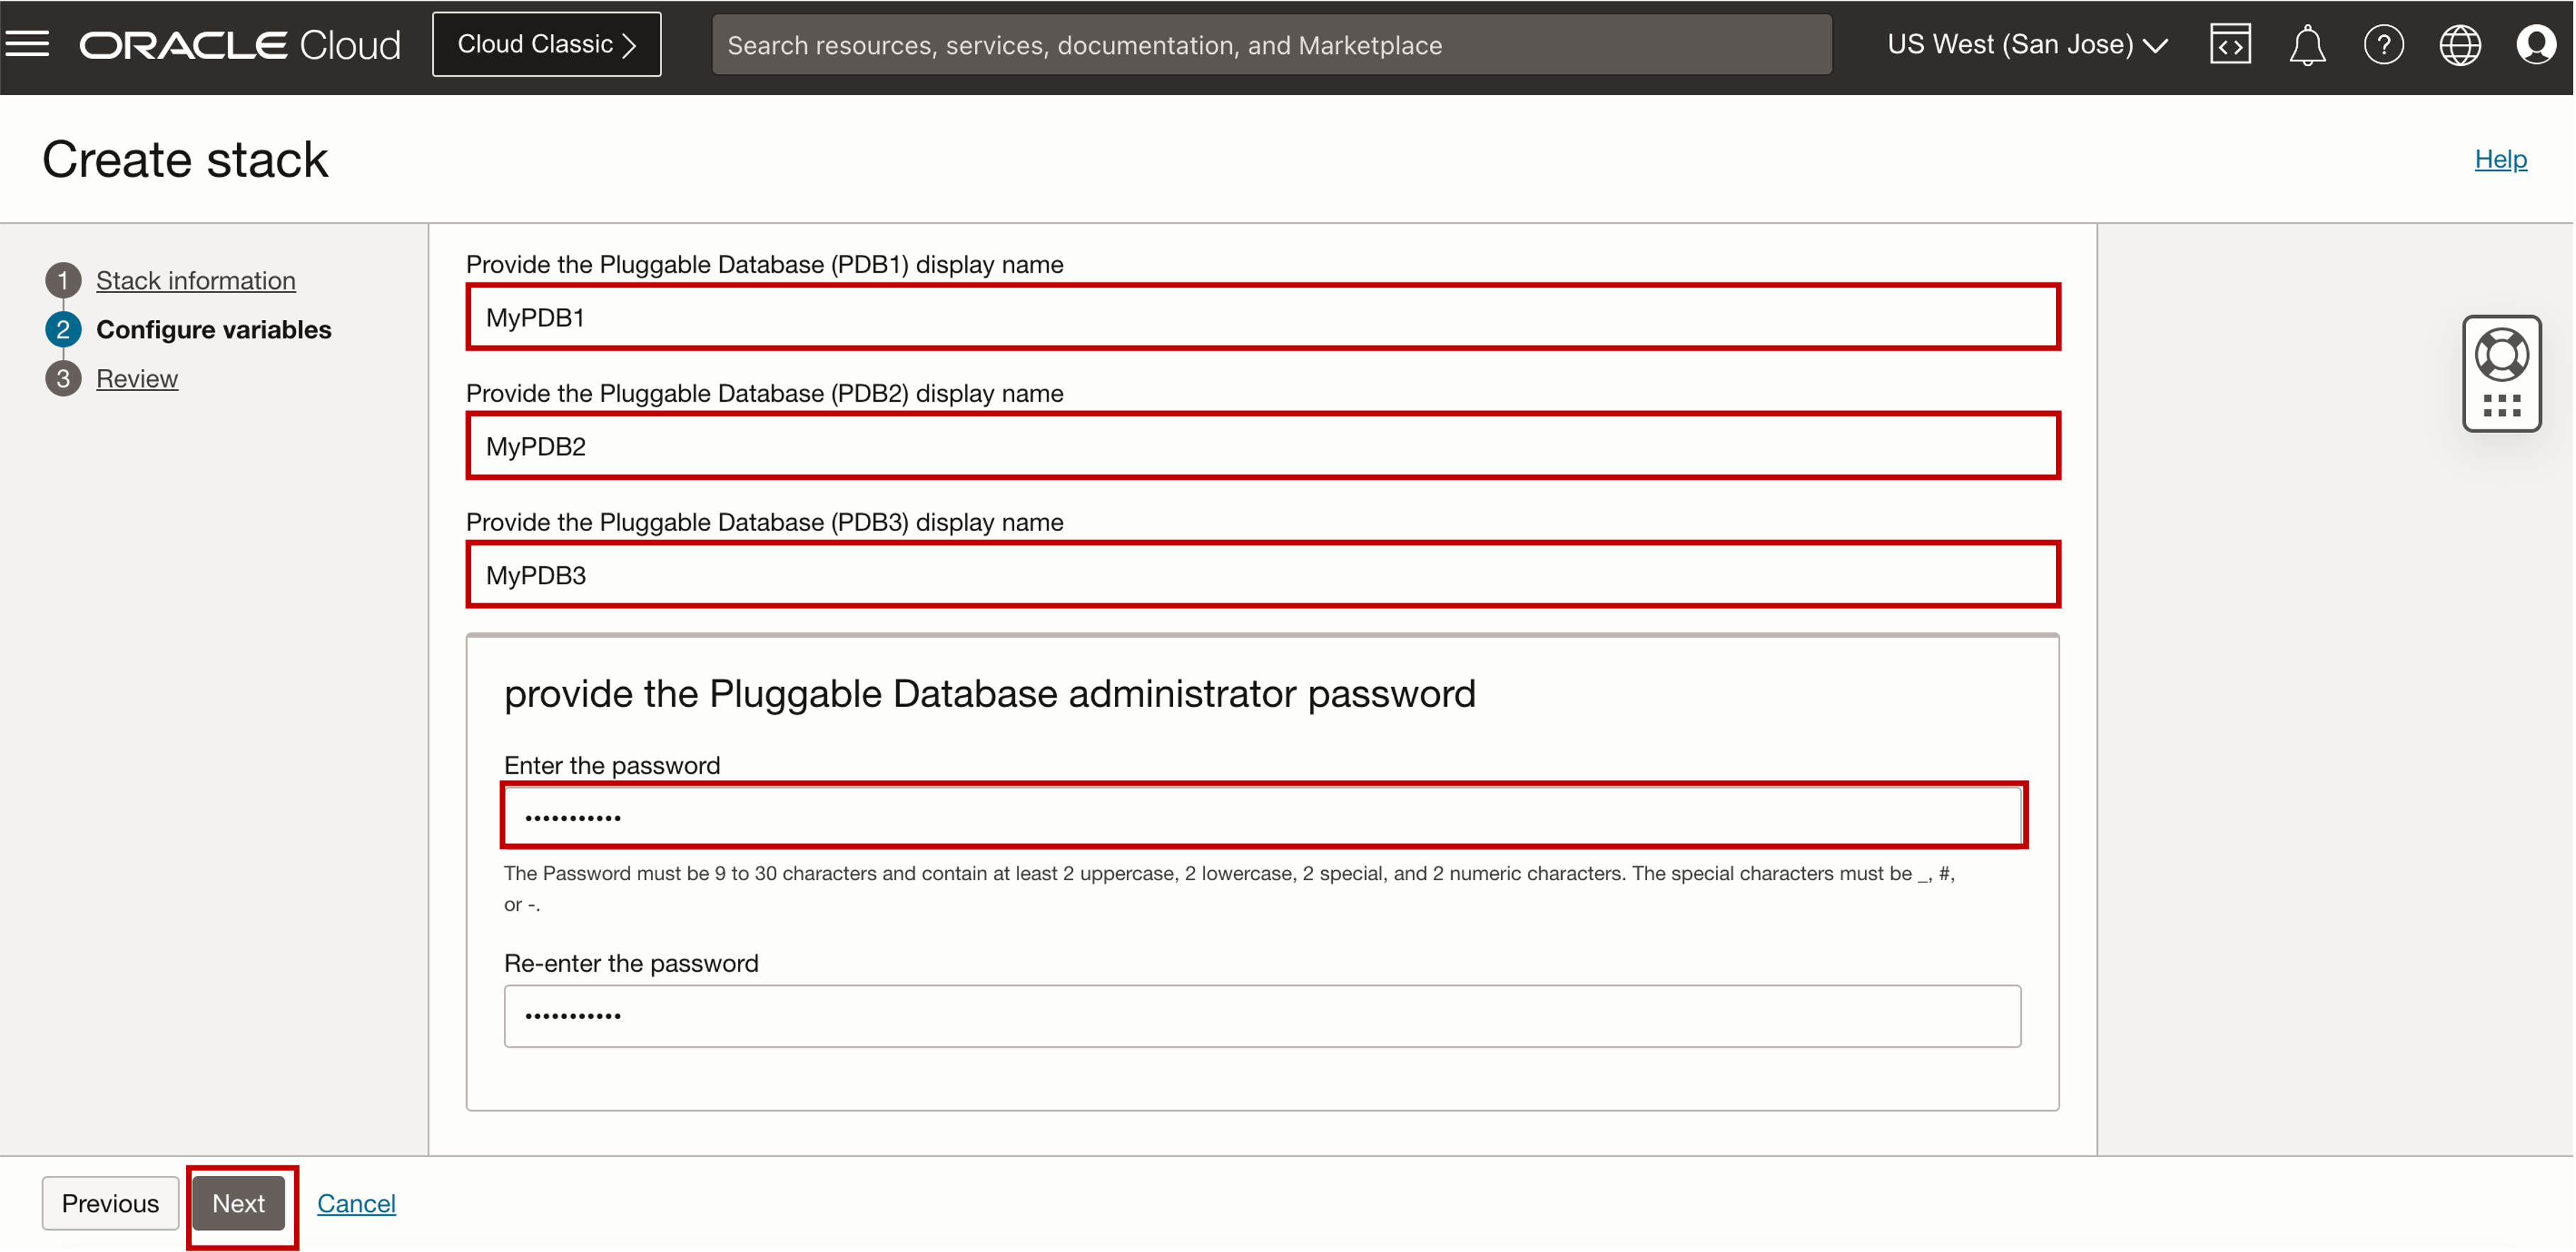 ORACLE Cloud
Cloud Classic
Search resources, services, documentation, and Marketplace
US West (San Jose)
?
Create stack
Help
1 Stack information
2 Configure variables
3 Review
Provide the Pluggable Database (PDB1) display name
MyPDB1
Provide the Pluggable Database (PDB2) display name
MyPDB2
Provide the Pluggable Database (PDB3) display name
MyPDB3
provide the Pluggable Database administrator password
Enter the password
•••••••••••
The Password must be 9 to 30 characters and contain at least 2 uppercase, 2 lowercase, 2 special, and 2 numeric characters. The special characters must be _, #,
or -.
Re-enter the password
•••••••••••
Previous
Next
Cancel